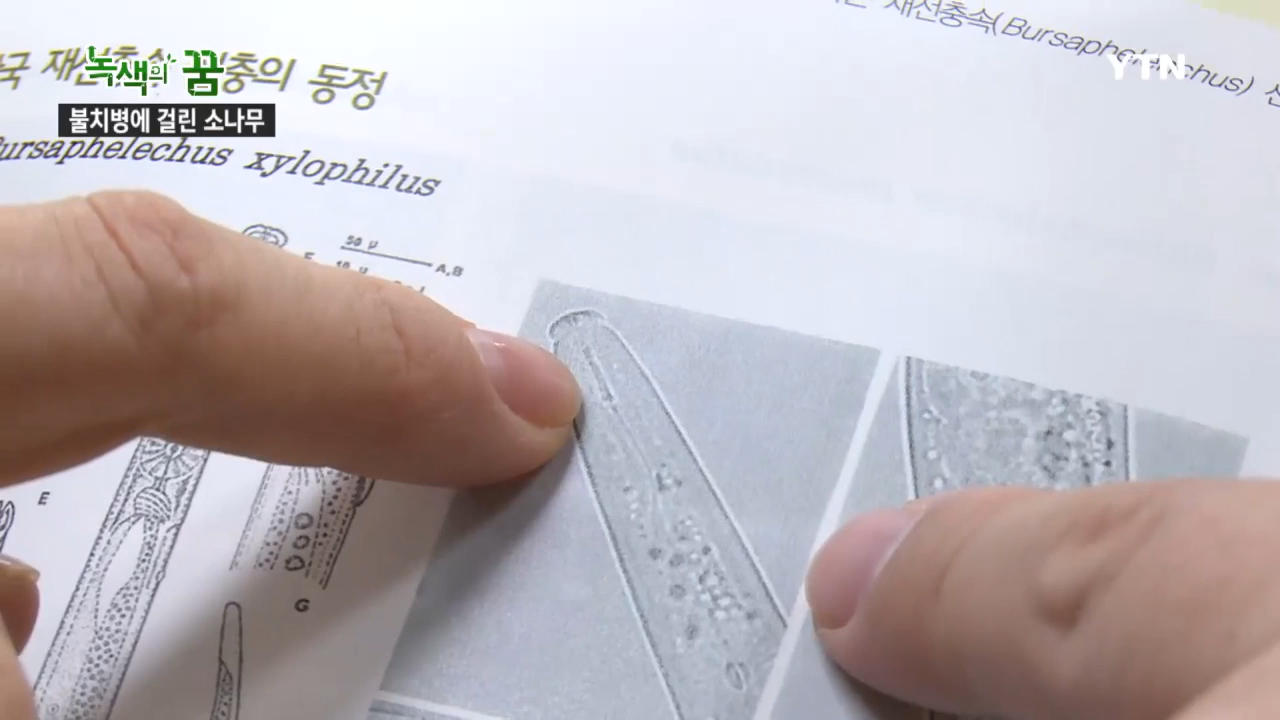 재선충속(Bursaphelechus)
YTN
녹색의 꿈
충의 동정
불치병에 걸린 소나무
Bursaphelechus xylophilus
50 μ
A,B
10 μ
E
G